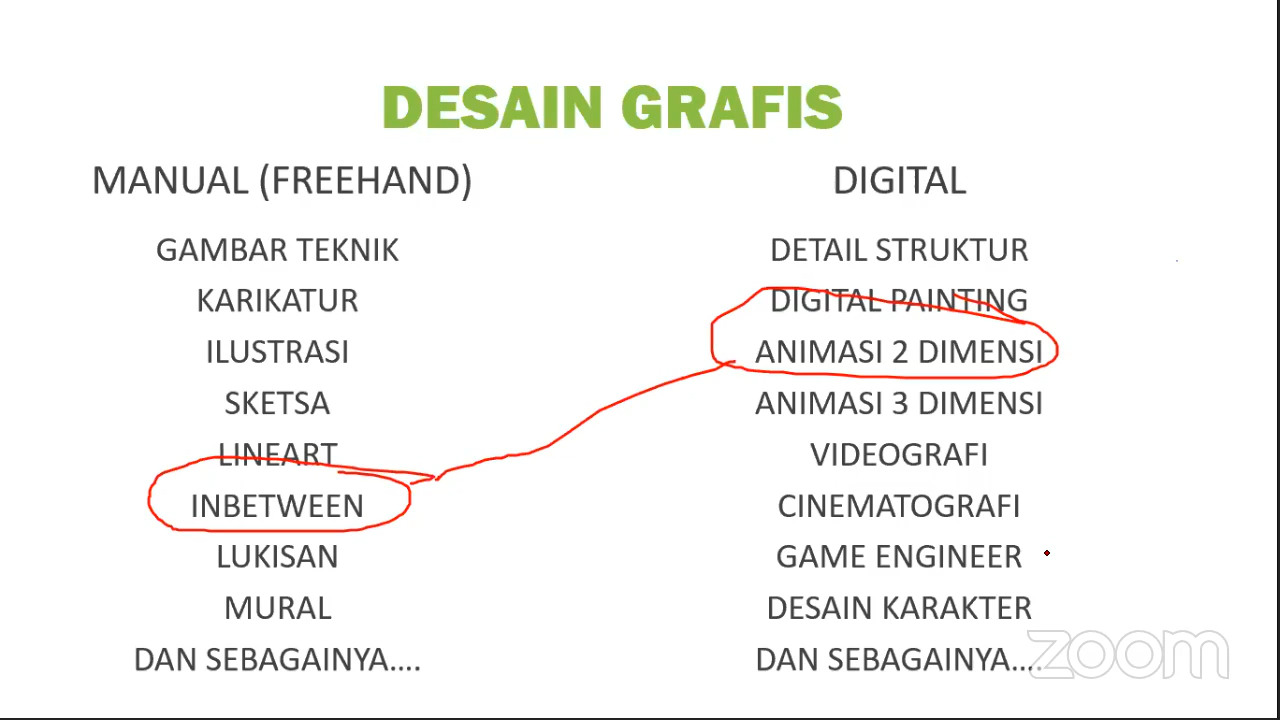 DESAIN GRAFIS
MANUAL (FREEHAND)
GAMBAR TEKNIK
KARIKATUR
ILUSTRASI
SKETSA
LINEART
INBETWEEN
LUKISAN
MURAL
DAN SEBAGAINYA....
DIGITAL
DETAIL STRUKTUR
DIGITAL PAINTING
ANIMASI 2 DIMENSI
ANIMASI 3 DIMENSI
VIDEOGRAFI
CINEMATOGRAFI
GAME ENGINEER
DESAIN KARAKTER
DAN SEBAGAINYA....
zoom